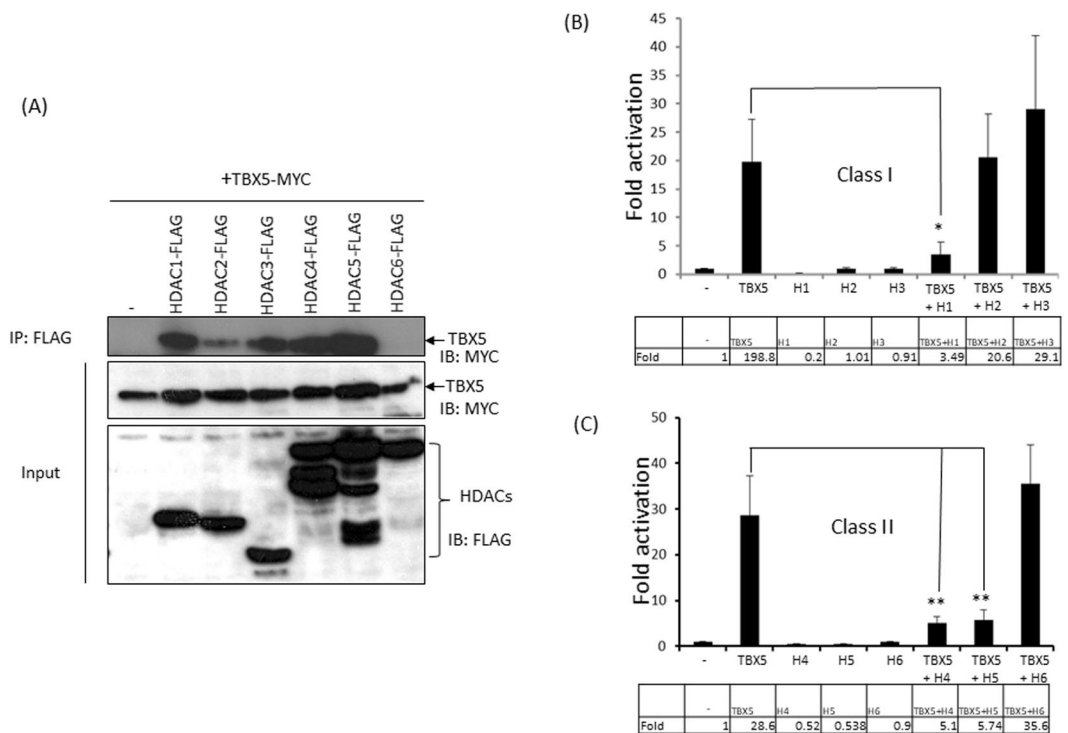 (A)
+TBX5-MYC
-
HDAC1-FLAG
HDAC2-FLAG
HDAC3-FLAG
HDAC4-FLAG
HDAC5-FLAG
HDAC6-FLAG
IP: FLAG
TBX5
IB: MYC
TBX5
IB: MYC
Input
HDACs
IB: FLAG
(B)
Fold activation
45
40
35
30
25
20
15
10
5
0
Class I
*
- TBX5 H1 H2 H3 TBX5 TBX5 TBX5
+ H1 + H2 + H3
- TBX5 H1 H2 H3 TBX5+H1 TBX5+H2 TBX5+H3
Fold 1 198.8 0.2 1.01 0.91 3.49 20.6 29.1
(C)
Fold activation
50
40
30
20
10
0
Class II
** **
- TBX5 H4 H5 H6 TBX5 TBX5 TBX5
+ H4 + H5 + H6
- TBX5 H4 H5 H6 TBX5+H4 TBX5+H5 TBX5+H6
Fold 1 28.6 0.52 0.538 0.9 5.1 5.74 35.6